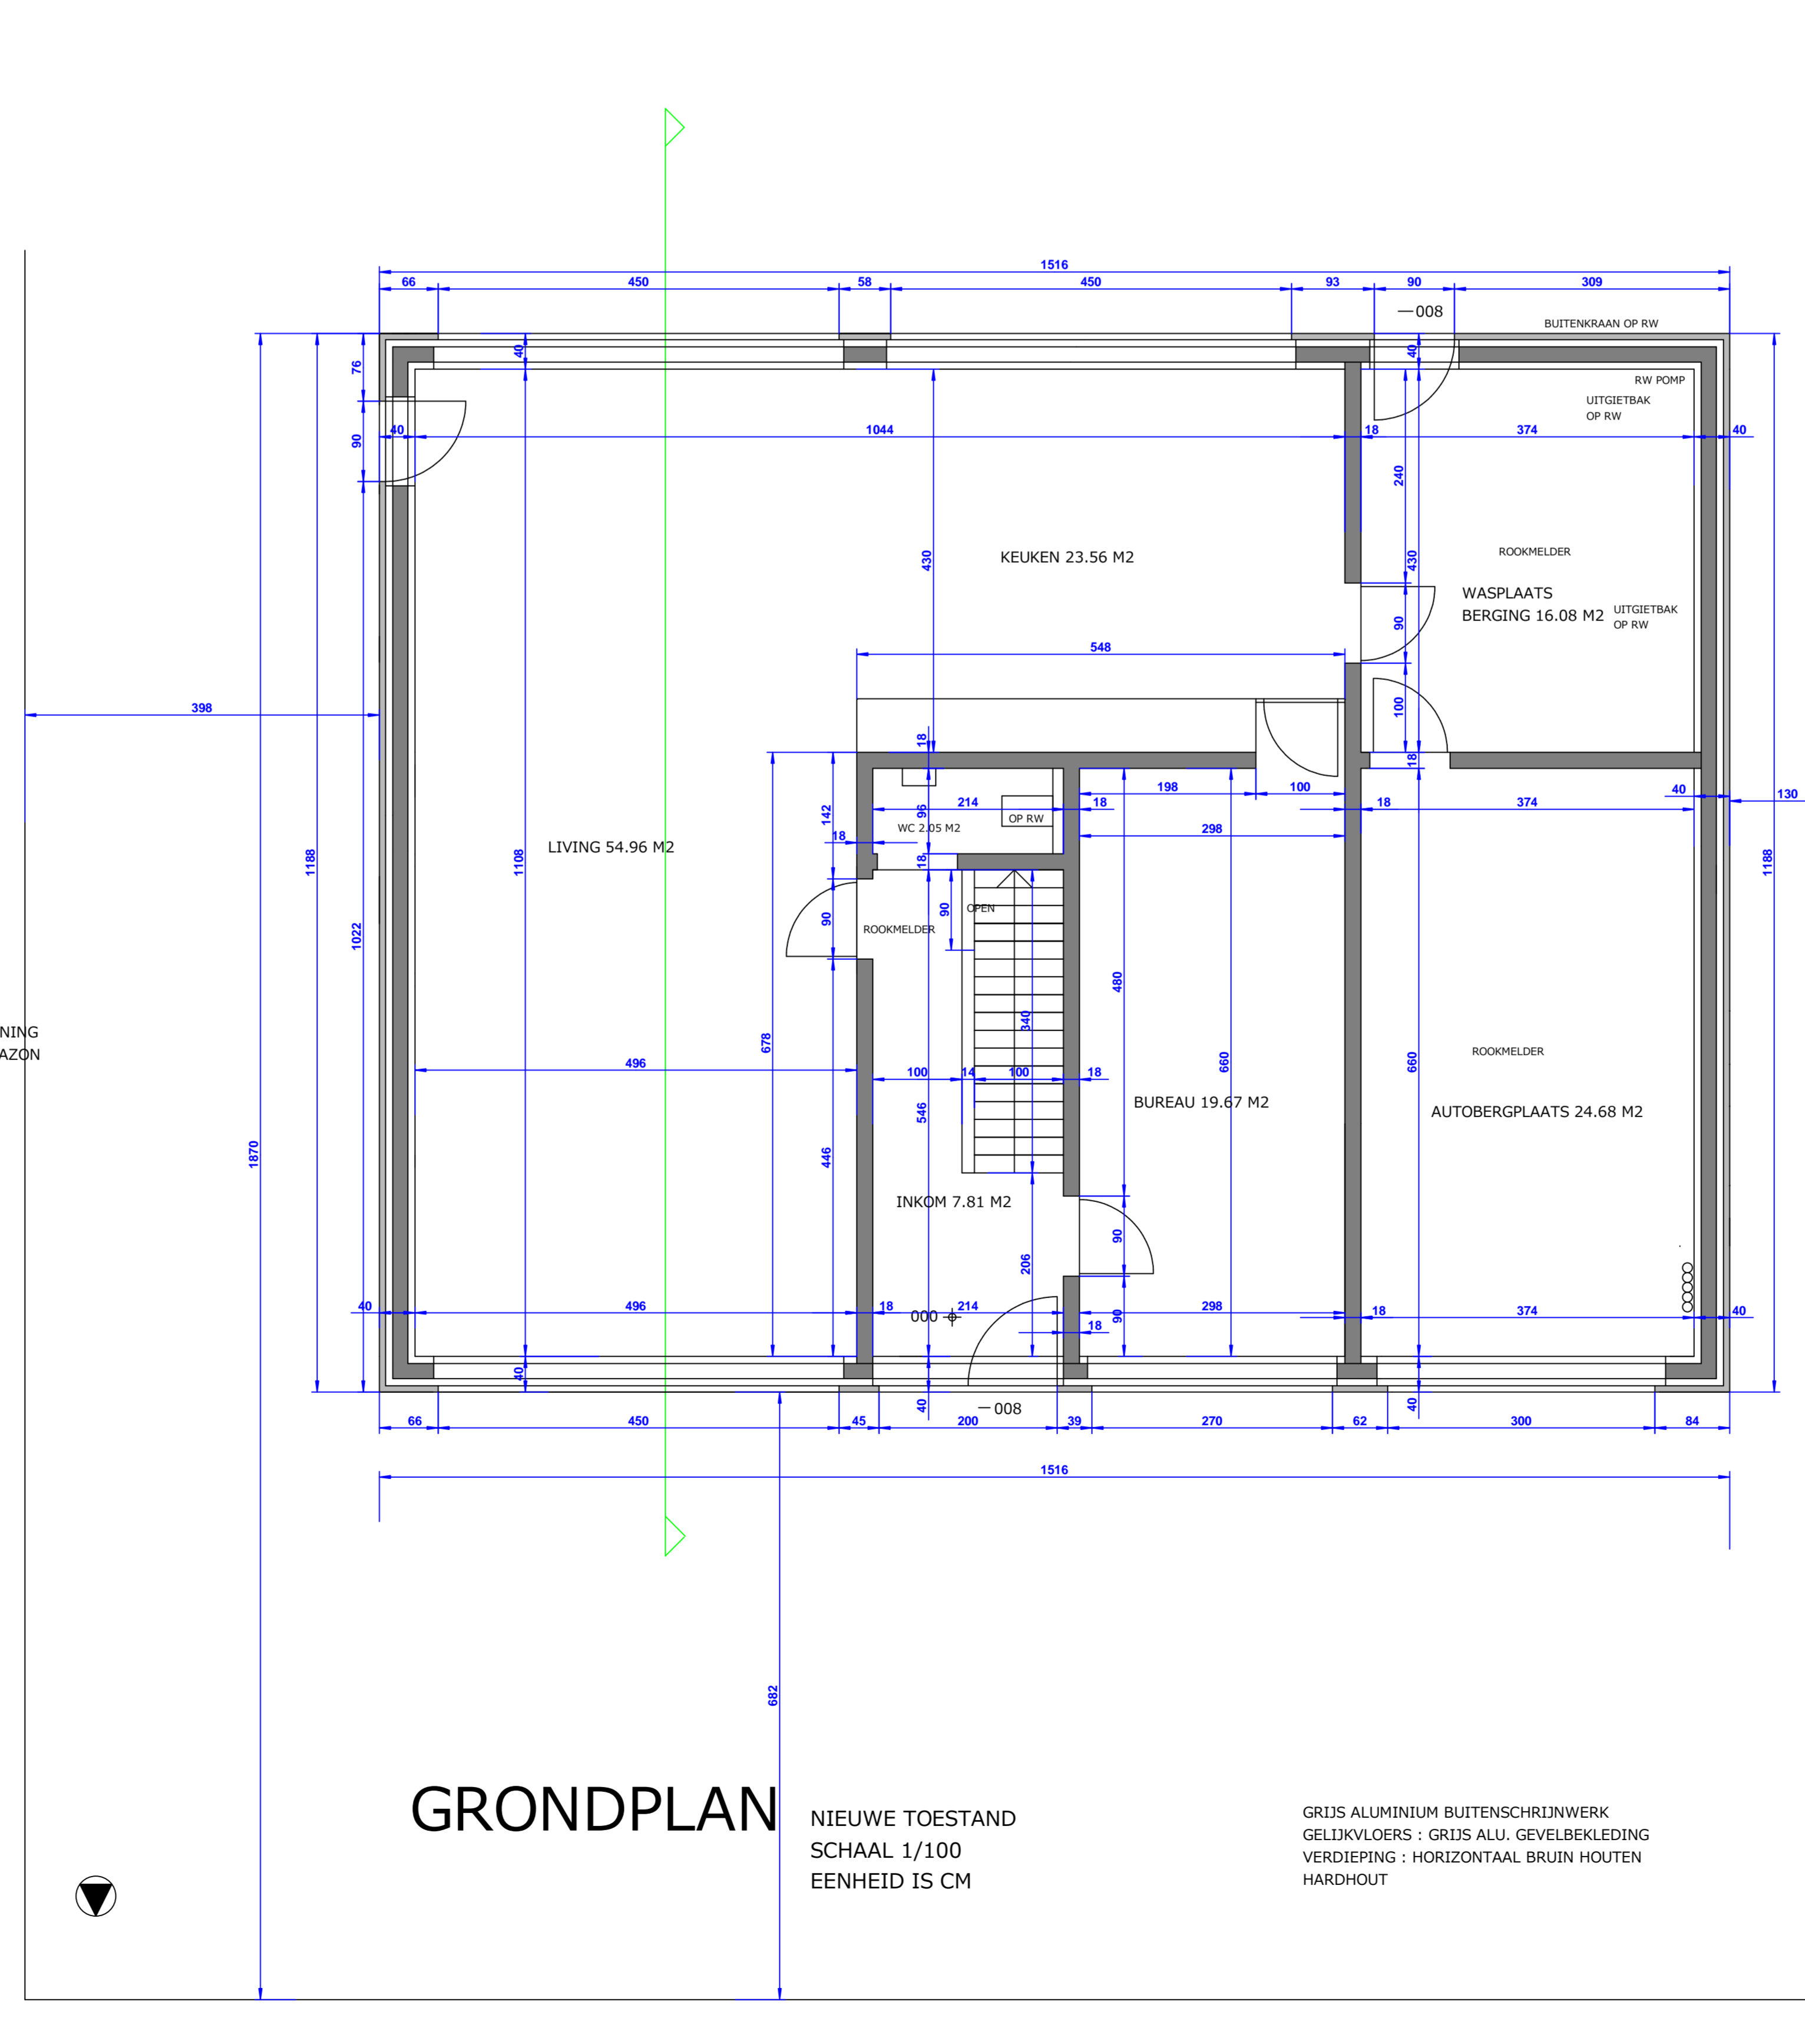 1516
66 450 58 450 93 90 309
—008
BUITENKRAAN OP RW
40 40
76
RW POMP
UITGIETBAK
OP RW
90 40 1044 18 374 40
240
ROOKMELDER
KEUKEN 23.56 M2
430 430
WASPLAATS
BERGING 16.08 M2
UITGIETBAK
OP RW
90
548
398
100
18 18
198 100 40 130
142 96 214 18 18 374
OP RW
WC 2.05 M2
298
18
LIVING 54.96 M2
1188 1108 18 1188
OPEN
90 90
ROOKMELDER
1022
480
NING
AZON
678 340
ROOKMELDER
496 660 660
100 14 100 18
546
BUREAU 19.67 M2
AUTOBERGPLAATS 24.68 M2
1870 446
INKOM 7.81 M2
90
206
40 496 18 214 298 18 374 40
000
90
18
40 40 40
—008
66 450 45 200 39 270 62 300 84
1516
682
GRONDPLAN
NIEUWE TOESTAND
SCHAAL 1/100
EENHEID IS CM
GRIJS ALUMINIUM BUITENSCHRIJNWERK
GELIJKVLOERS : GRIJS ALU. GEVELBEKLEDING
VERDIEPING : HORIZONTAAL BRUIN HOUTEN
HARDHOUT